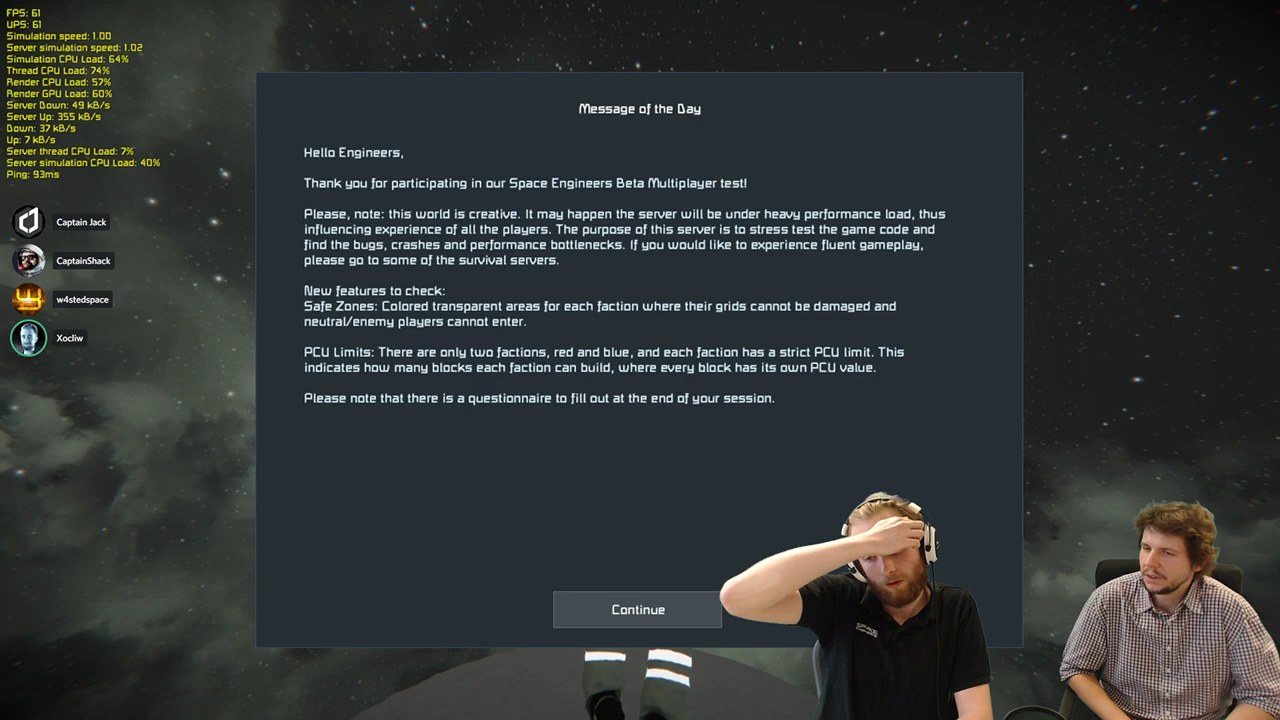 FPS: 61
UPS: 61
Simulation speed: 1.00
Server simulation speed: 1.02
Simulation CPU Load: 64%
Thread CPU Load: 74%
Render CPU Load: 57%
Render GPU Load: 60%
Server Down: 49 kB/s
Server Up: 355 kB/s
Down: 37 kB/s
Up: 7 kB/s
Server thread CPU Load: 7%
Server simulation CPU Load: 40%
Ping: 93ms
Captain Jack
CaptainShack
w4stedspace
Xocliw
Message of the Day
Hello Engineers,
Thank you for participating in our Space Engineers Beta Multiplayer test!
Please, note: this world is creative. It may happen the server will be under heavy performance load, thus
influencing experience of all the players. The purpose of this server is to stress test the game code and
find the bugs, crashes and performance bottlenecks. If you would like to experience fluent gameplay,
please go to some of the survival servers.
New features to check:
Safe Zones: Colored transparent areas for each faction where their grids cannot be damaged and
neutral/enemy players cannot enter.
PCU Limits: There are only two factions, red and blue, and each faction has a strict PCU limit. This
indicates how many blocks each faction can build, where every block has its own PCU value.
Please note that there is a questionnaire to fill out at the end of your session.
Continue
SPACE